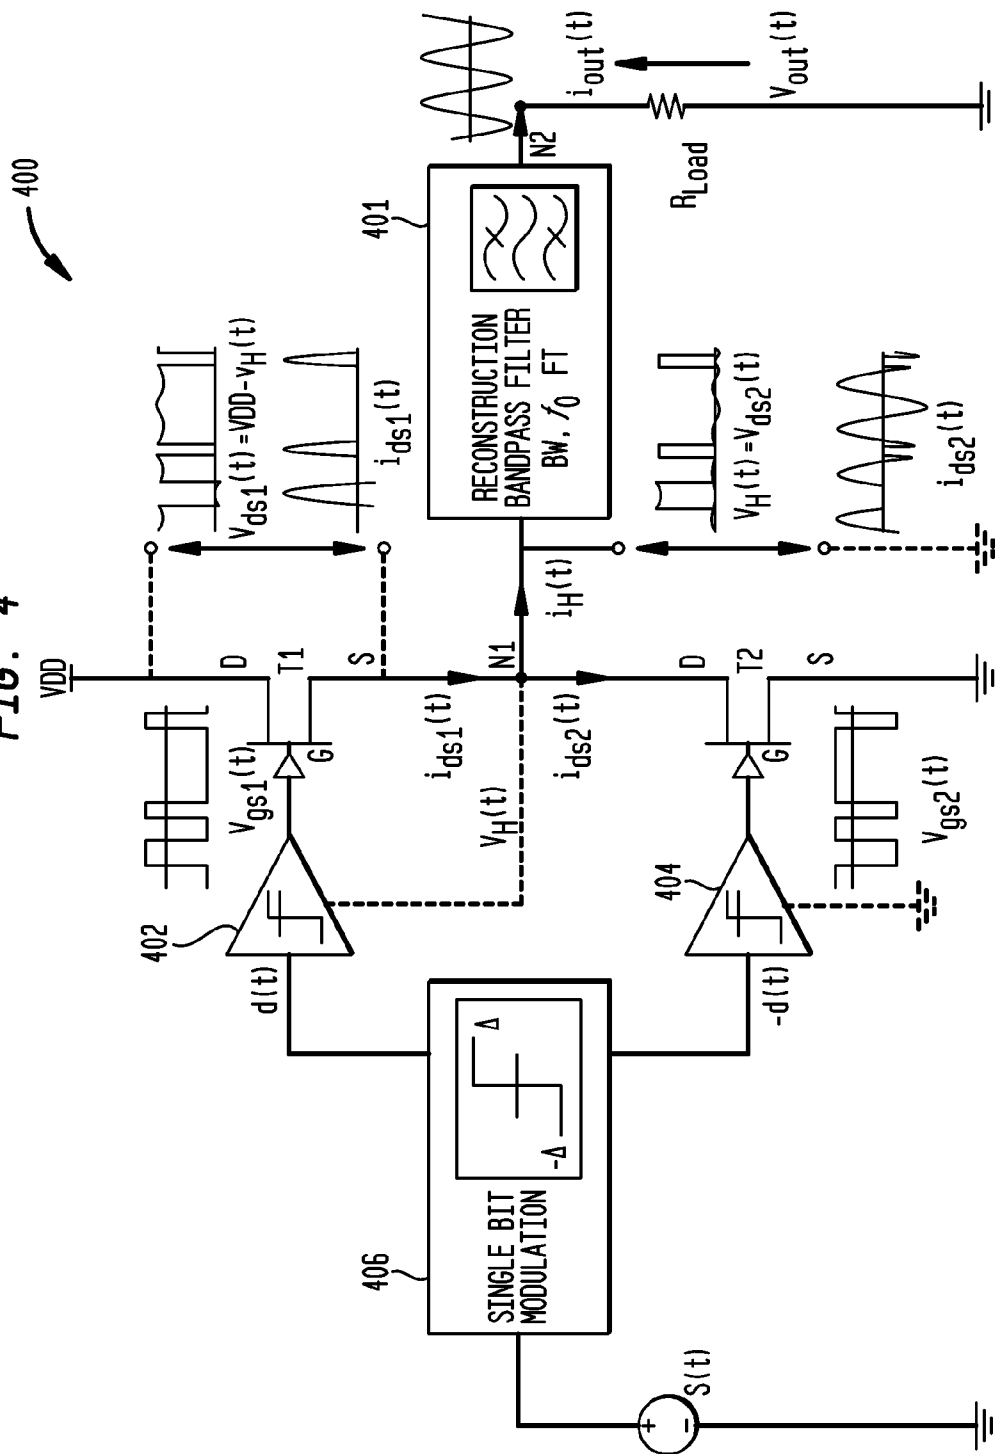 FIG. 4
400
VDD
Vgs1(t)
D
T1
G
S
Vds1(t)=VDD-vH(t)
ids1(t)
402
d(t)
ids1(t)
VH(t)
N1
iH(t)
ids2(t)
406
SINGLE BIT
MODULATION
Δ
-Δ
401
RECONSTRUCTION
BANDPASS FILTER
BW, f0 FT
N2
iout(t)
RLoad
Vout(t)
404
-d(t)
D
T2
G
S
Vgs2(t)
VH(t)=Vds2(t)
ids2(t)
+
-
S(t)